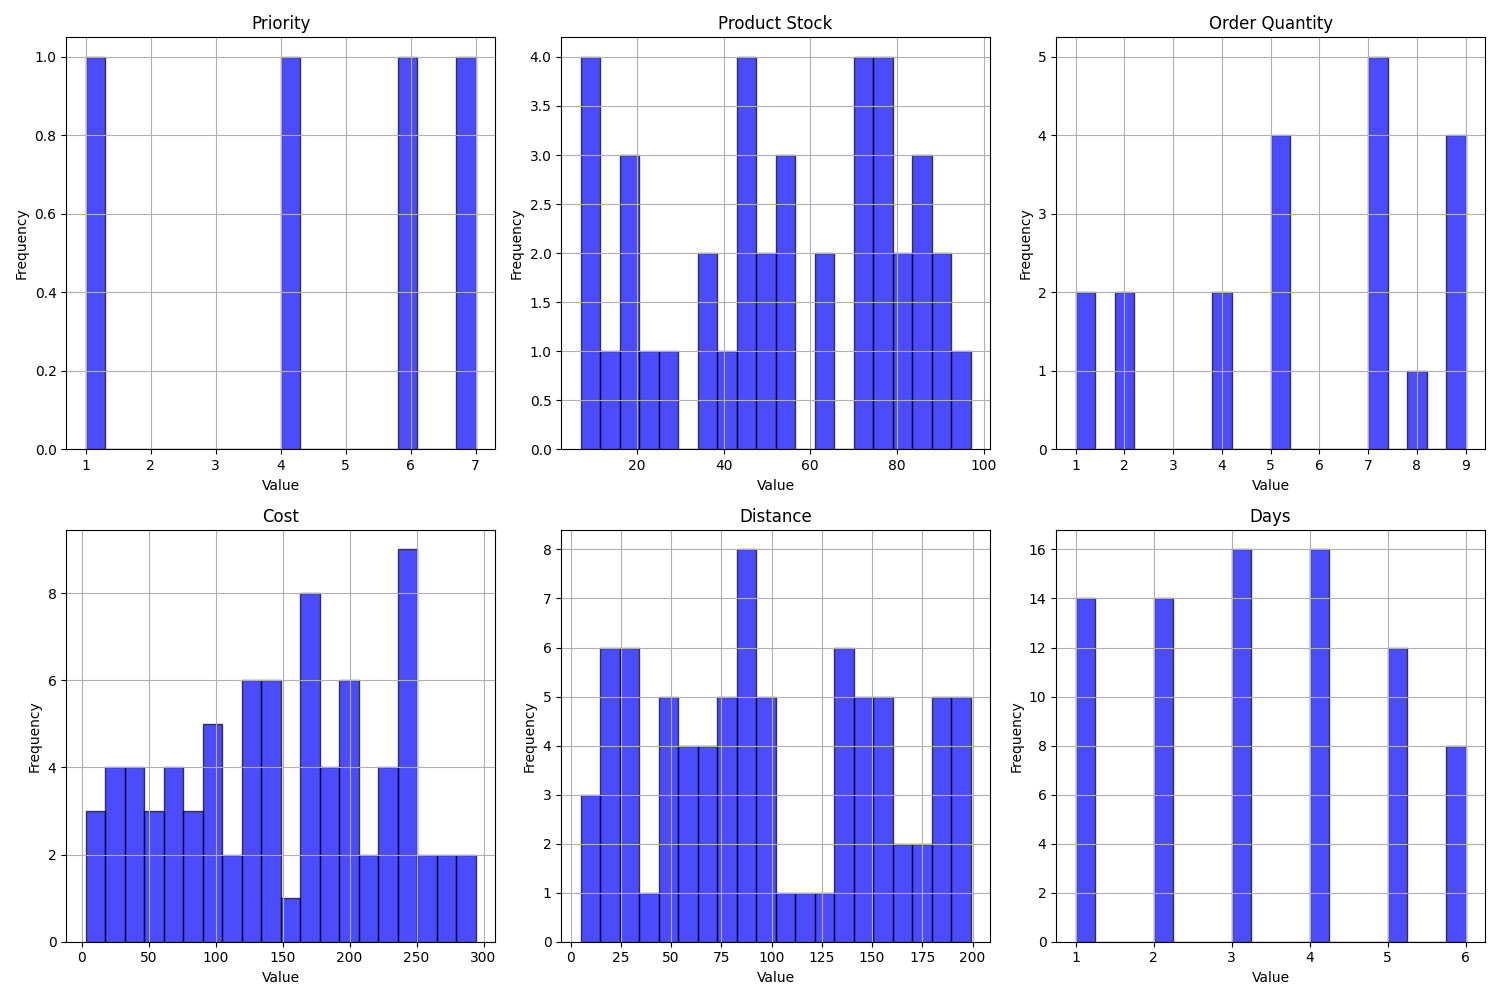 Priority
Frequency
1.0
0.8
0.6
0.4
0.2
0.0
1 2 3 4 5 6 7
Value
Product Stock
Frequency
4.0
3.5
3.0
2.5
2.0
1.5
1.0
0.5
0.0
20 40 60 80 100
Value
Order Quantity
Frequency
5
4
3
2
1
0
1 2 3 4 5 6 7 8 9
Value
Cost
Frequency
8
6
4
2
0
0 50 100 150 200 250 300
Value
Distance
Frequency
8
7
6
5
4
3
2
1
0
0 25 50 75 100 125 150 175 200
Value
Days
Frequency
16
14
12
10
8
6
4
2
0
1 2 3 4 5 6
Value